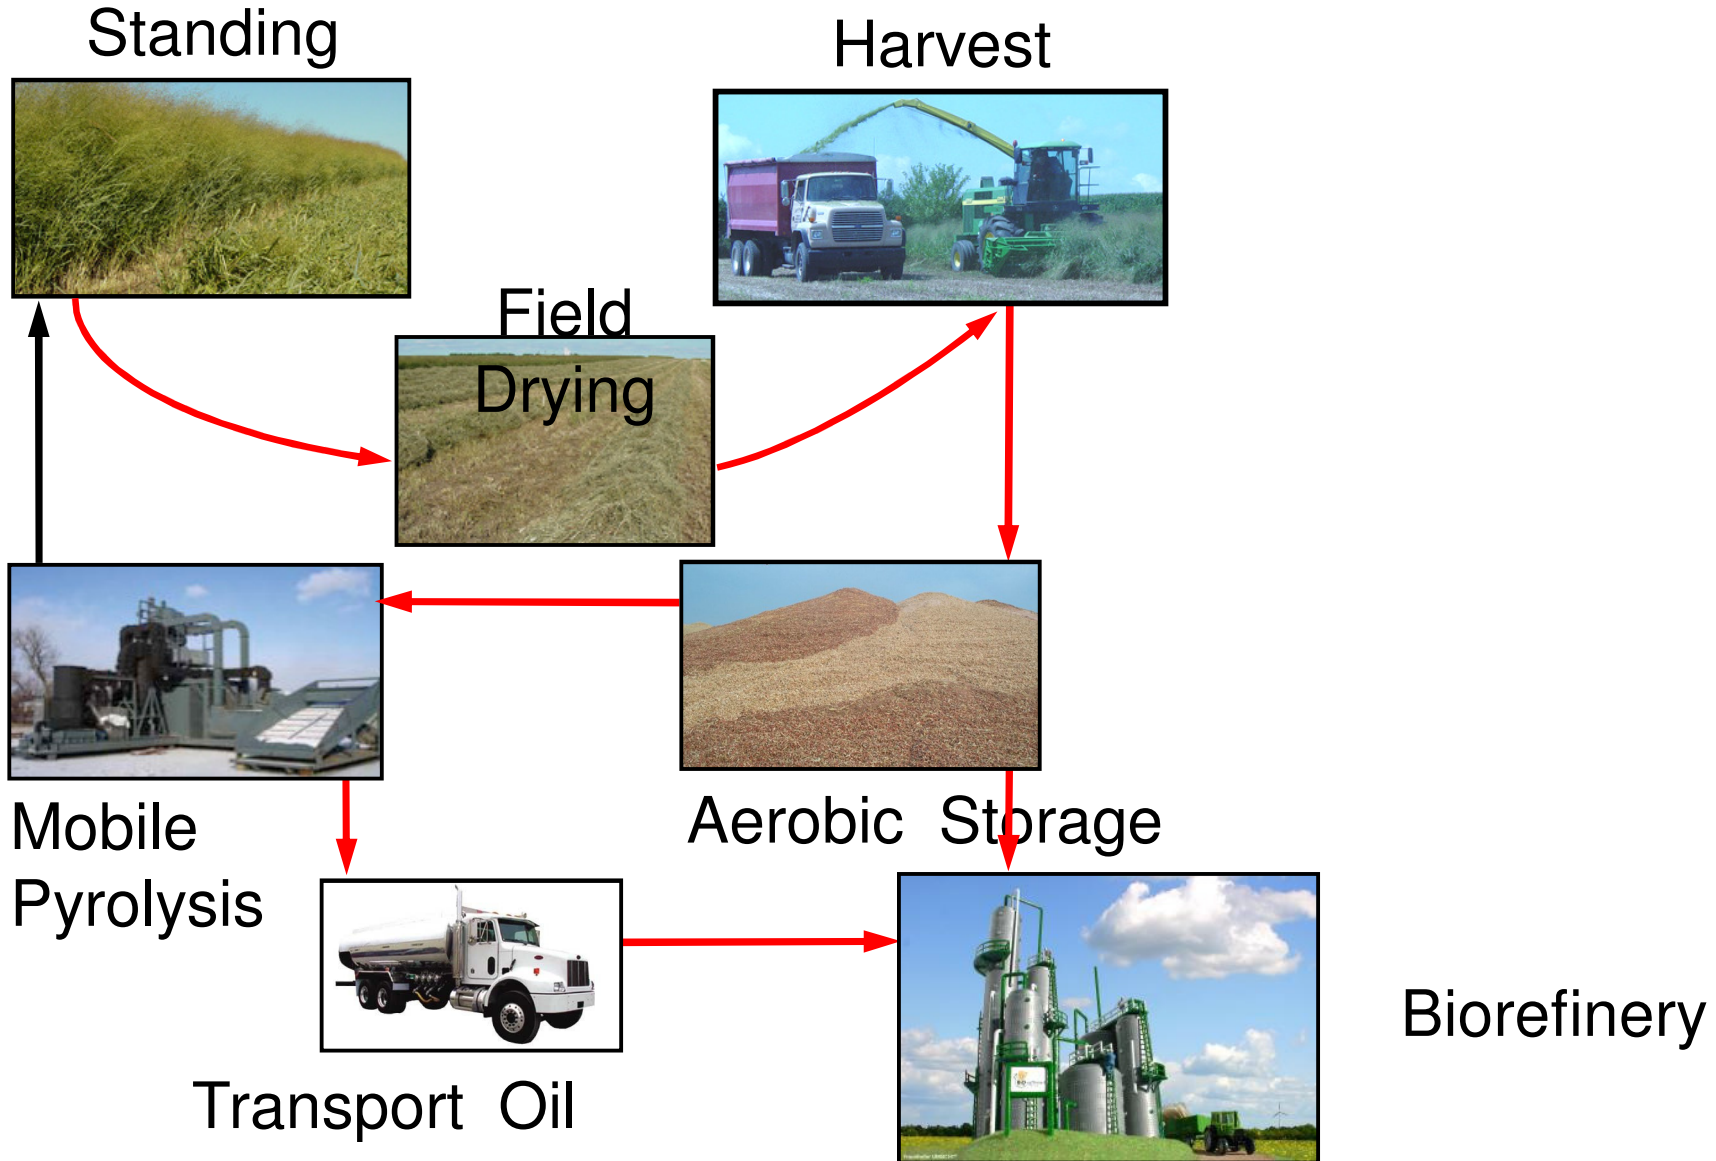 Standing
Harvest
Field
Drying
Mobile
Pyrolysis
Aerobic Storage
Transport Oil
Biorefinery